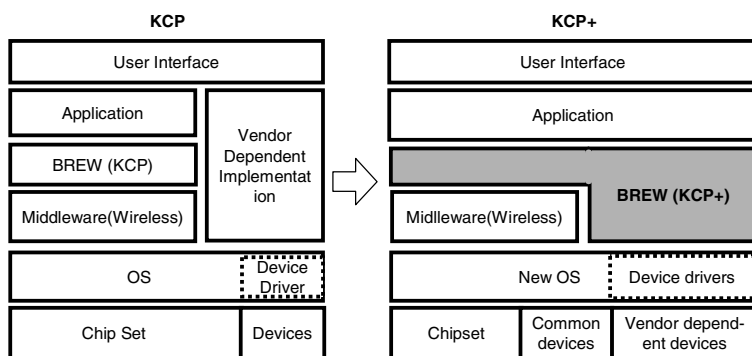 KCP
User Interface
Application
Vendor
Dependent
Implementat
ion
BREW (KCP)
Middleware(Wireless)
OS
Device
Driver
Chip Set
Devices
KCP+
User Interface
Application
BREW (KCP+)
Midlleware(Wireless)
New OS
Device drivers
Chipset
Common
devices
Vendor depend-
ent devices